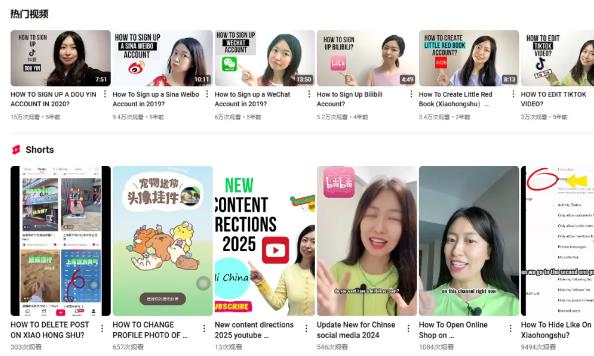 热门视频
HOW TO SIGN
UP
抖音
DOU YIN
7:51
HOW TO SIGN UP
A SINA WEIBO
ACCOUNT
10:11
HOW TO SIGN UP
WECHAT
ACCOUNT
13:50
HOW TO
SIGN UP
BILIBILI?
4:49
HOW TO CREATE
LITTLE RED BOOK
ACCOUNT?
8:13
HOW TO EDIT
TIKTOK
VIDEO?
HOW TO SIGN UP A DOU YIN
ACCOUNT IN 2020?
15万次观看・5年前
How To Sign up a Sina Weibo
Account in 2019?
9.4万次观看・5年前
How to Sign up a WeChat
Account in 2019?
6万次观看・5年前
How to Sign Up Bilibili
Account?
5.2万次观看・4年前
How To Create Little Red
Book (Xiaohongshu) ...
3.4万次观看・2年前
HOW TO EDIT TIKTOK
VIDEO?
3万次观看・5年前
Shorts
宠物送你
头像挂件
NEW
CONTENT
DIRECTIONS
2025
li China
SUBSCRIBE
on this channel right now
HOW TO DELETE POST
ON XIAO HONG SHU?
303次观看
HOW TO CHANGE
PROFILE PHOTO OF ...
657次观看
New content directions
2025 youtube ...
13次观看
Update New for Chinse
social media 2024
546次观看
How To Open Online
Shop on ...
1084次观看
How To Hide Like On
Xiaohongshu?
9494次观看